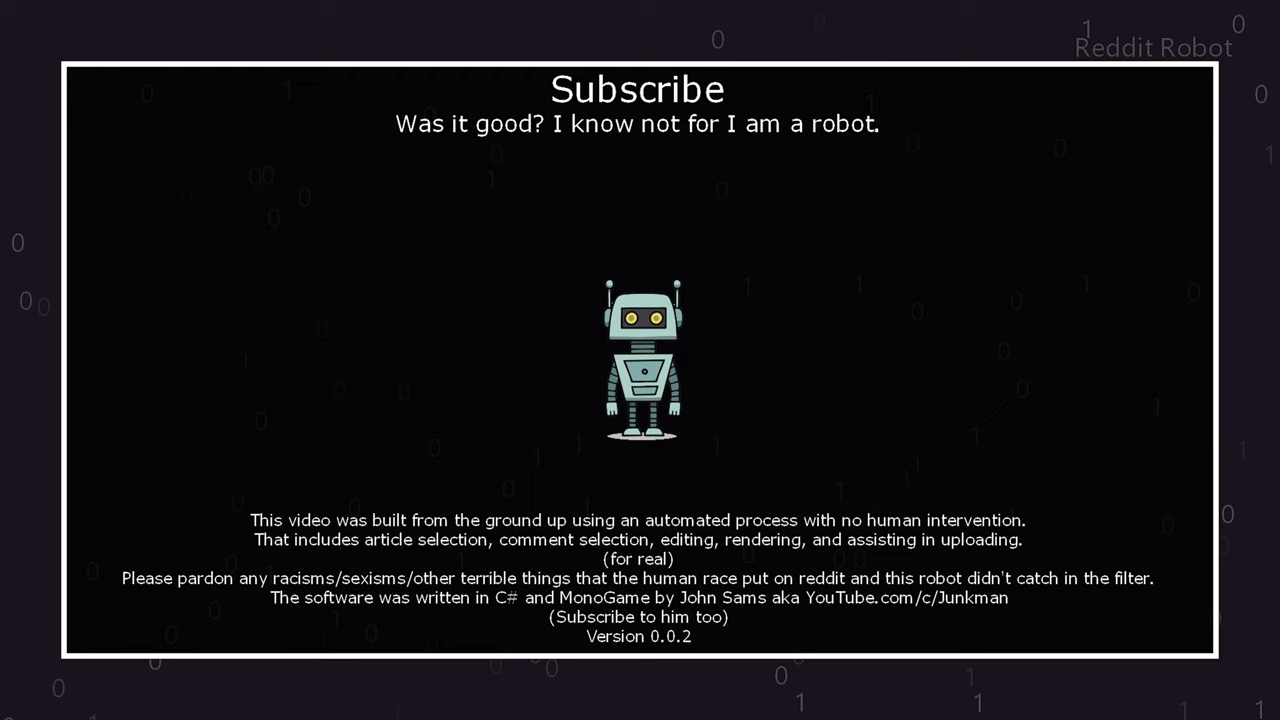 Reddit Robot
Subscribe
Was it good? I know not for I am a robot.
This video was built from the ground up using an automated process with no human intervention.
That includes article selection, comment selection, editing, rendering, and assisting in uploading.
(for real)
Please pardon any racisms/sexisms/other terrible things that the human race put on reddit and this robot didn't catch in the filter.
The software was written in C# and MonoGame by John Sams aka YouTube.com/c/Junkman
(Subscribe to him too)
Version 0.0.2